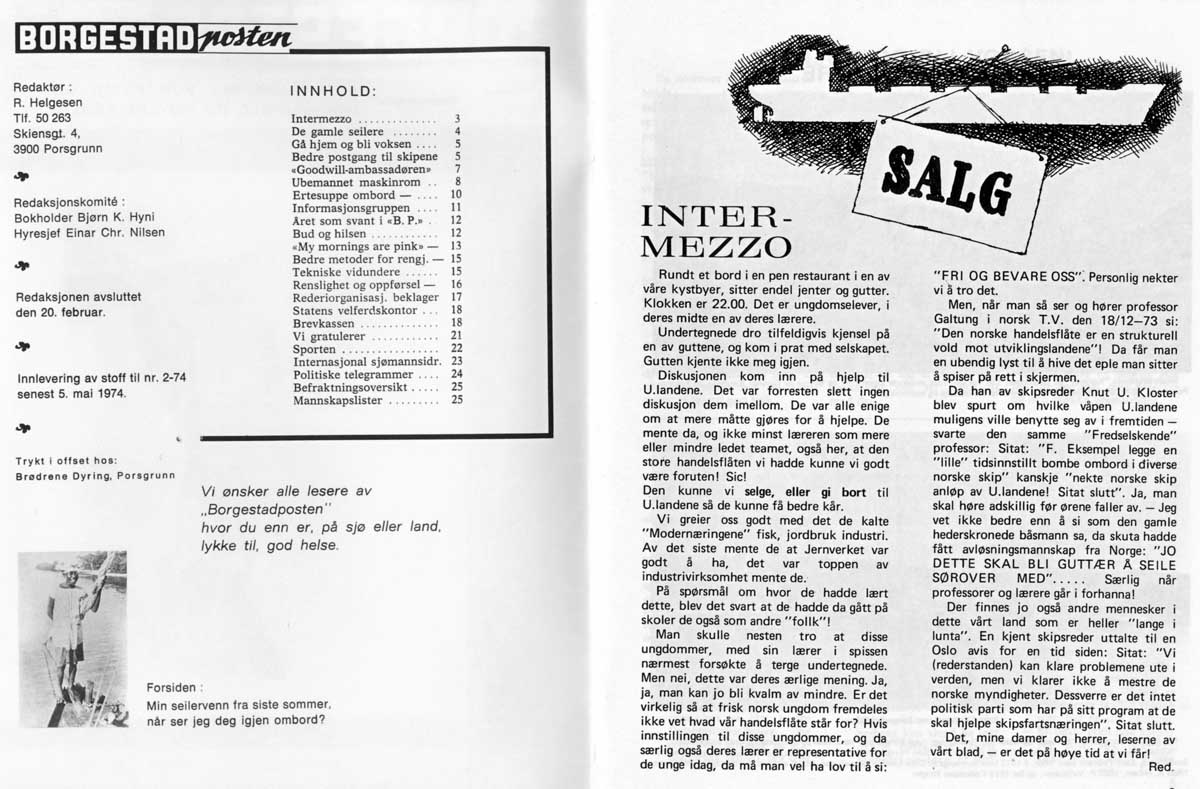 BORGESTAD posten
Redaktør :
R. Helgesen
Tlf. 50 263
Skiensgt. 4,
3900 Porsgrunn
Redaksjonskomité :
Bokholder Bjørn K. Hyni
Hyresjef Einar Chr. Nilsen
Redaksjonen avsluttet
den 20. februar.
Innlevering av stoff til nr. 2-74
senest 5. mai 1974.
Trykt i offset hos:
Brødrene Dyring, Porsgrunn
INNHOLD:
Intermezzo ............. 3
De gamle seilere ........ 4
Gå hjem og bli voksen .... 5
Bedre postgang til skipene 5
«Goodwill-ambassadøren» 7
Ubemannet maskinrom .. 8
Ertesuppe ombord — .... 10
Informasjonsgruppen .... 11
Året som svant i «B. P.» .. 12
Bud og hilsen ............ 12
«My mornings are pink» — 13
Bedre metoder for rengj. — 15
Tekniske vidundere ...... 15
Renslighet og oppførsel — 16
Rederiorganisasj. beklager 17
Statens velferdskontor ... 18
Brevkassen ............. 18
Vi gratulerer ........... 21
Sporten ................ 22
Internasjonal sjømannsidr. 23
Politiske telegrammer .... 24
Befraktningsoversikt ..... 25
Mannskapslister ......... 25
Vi ønsker alle lesere av
„Borgestadposten"
hvor du enn er, på sjø eller land,
lykke til, god helse.
Forsiden :
Min seilervenn fra siste sommer,
når ser jeg deg igjen ombord?
SALG
INTER-
MEZZO
Rundt et bord i en pen restaurant i en av
våre kystbyer, sitter endel jenter og gutter.
Klokken er 22.00. Det er ungdomselever, i
deres midte en av deres lærere.
Undertegnede dro tilfeldigvis kjensel på
en av guttene, og kom i prat med selskapet.
Gutten kjente ikke meg igjen.
Diskusjonen kom inn på hjelp til
U.landene. Det var forresten slett ingen
diskusjon dem imellom. De var alle enige
om at mere måtte gjøres for å hjelpe. De
mente da, og ikke minst læreren som mere
eller mindre ledet teamet, også her, at den
store handelsflåten vi hadde kunne vi godt
være foruten! Sic!
Den kunne vi selge, eller gi bort til
U.landene så de kunne få bedre kår.
Vi greier oss godt med det de kalte
"Modernæringene" fisk, jordbruk industri.
Av det siste mente de at Jernverket var
godt å ha, det var toppen av
industrivirksomhet mente de.
På spørsmål om hvor de hadde lært
dette, blev det svart at de hadde da gått på
skoler de også som andre "follk"!
Man skulle nesten tro at disse
ungdommer, med sin lærer i spissen
nærmest forsøkte å terge undertegnede.
Men nei, dette var deres ærlige mening. Ja,
ja, man kan jo bli kvalm av mindre. Er det
virkelig så at frisk norsk ungdom fremdeles
ikke vet hvad vår handelsflåte står for? Hvis
innstillingen til disse ungdommer, og da
særlig også deres lærer er representative for
de unge idag, da må man vel ha lov til å si:
"FRI OG BEVARE OSS". Personlig nekter
vi å tro det.
Men, når man så ser og hører professor
Galtung i norsk T.V. den 18/12—73 si:
"Den norske handelsflåte er en strukturell
vold mot utviklingslandene"! Da får man
en ubendig lyst til å hive det eple man sitter
å spiser på rett i skjermen.
Da han av skipsreder Knut U. Kloster
blev spurt om hvilke våpen U.landene
muligens ville benytte seg av i fremtiden —
svarte den samme "Fredselskende"
professor: Sitat: "F. Eksempel legge en
"lille" tidsinnstillt bombe ombord i diverse
norske skip" kanskje "nekte norske skip
anløp av U.landene! Sitat slutt". Ja, man
skal høre adskillig før ørene faller av. — Jeg
vet ikke bedre enn å si som den gamle
hederskronede båsmann sa, da skuta hadde
fått avløsningsmannskap fra Norge: "JO
DETTE SKAL BLI GUTTÆR Å SEILE
SØROVER MED"..... Særlig når
professorer og lærere går i forhanna!
Der finnes jo også andre mennesker i
dette vårt land som er heller "lange i
lunta". En kjent skipsreder uttalte til en
Oslo avis for en tid siden: Sitat: "Vi
(rederstanden) kan klare problemene ute i
verden, men vi klarer ikke å mestre de
norske myndigheter. Dessverre er det intet
politisk parti som har på sitt program at de
skal hjelpe skipsfartsnæringen". Sitat slutt.
Det, mine damer og herrer, leserne av
vårt blad, — er det på høye tid at vi får!
Red.